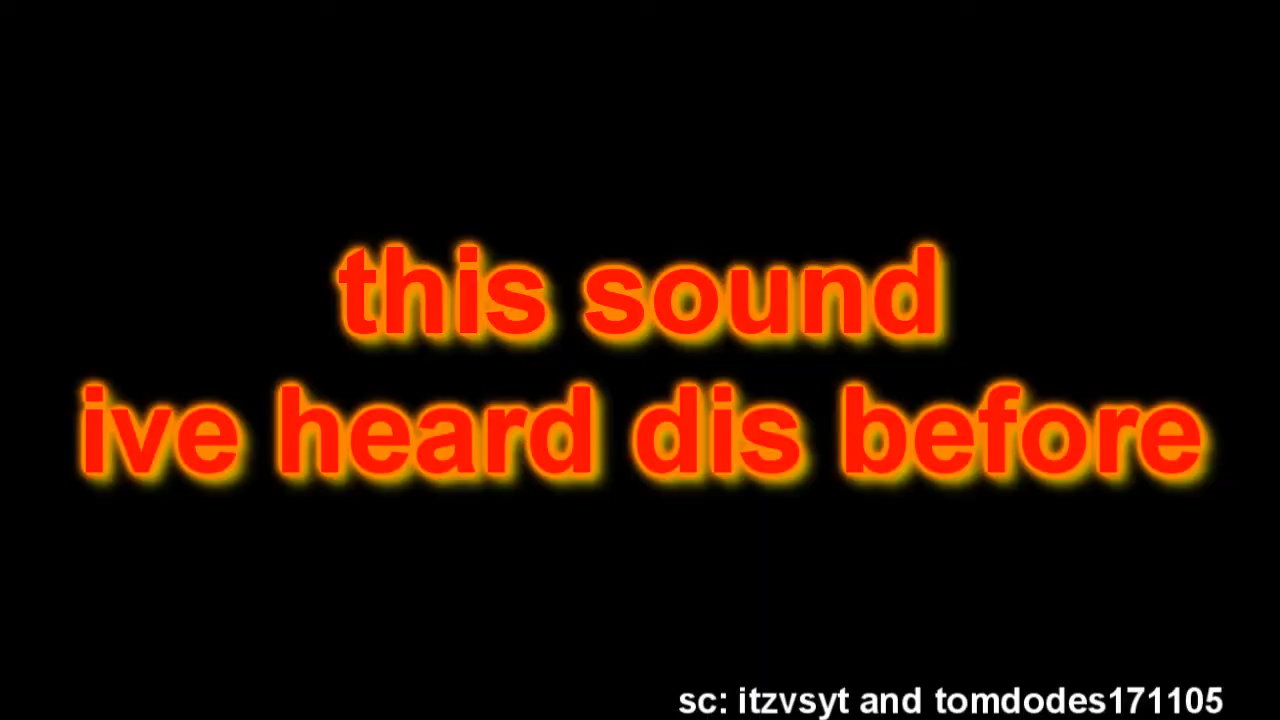 this sound
ive heard dis before
sc: itzvsyt and tomdodes171105